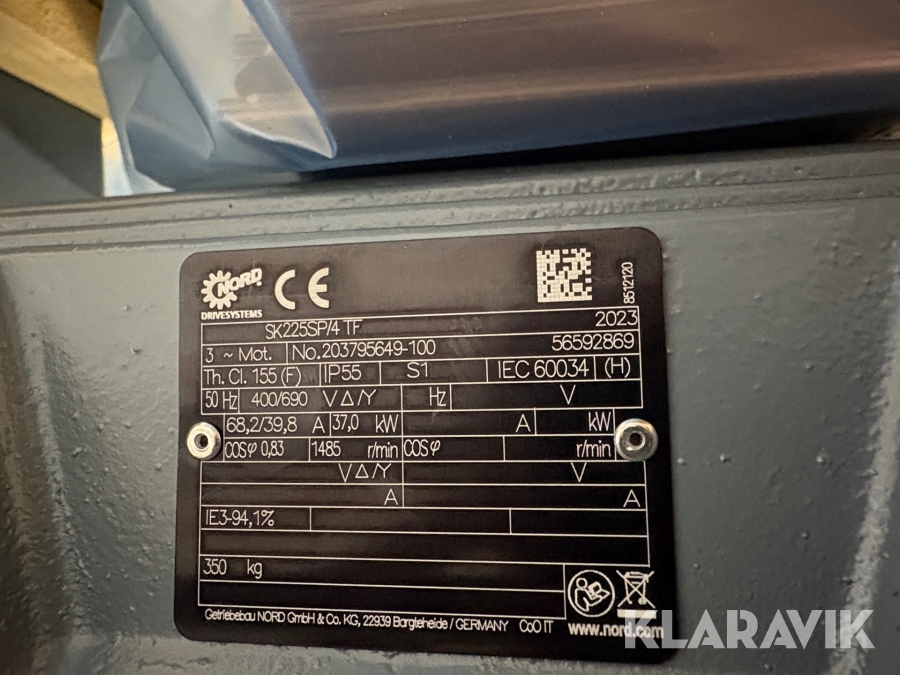 NORD
DRIVESYSTEMS
CE
8512120
SK225SP/4 TF 2023
3 ~ Mot. No.203795649-100 56592869
Th. Cl. 155 (F) IP55 S1 IEC 60034 (H)
50 Hz 400/690 V Δ/Y Hz V
68,2/39,8 A 37,0 kW A kW
COSφ 0,83 1485 r/min COSφ r/min
V Δ/Y V
A A
IE3-94,1%
350 kg
Getriebebau NORD GmbH & Co. KG, 22939 Bargteheide / GERMANY CoO IT www.nord.com
KLARAVIK